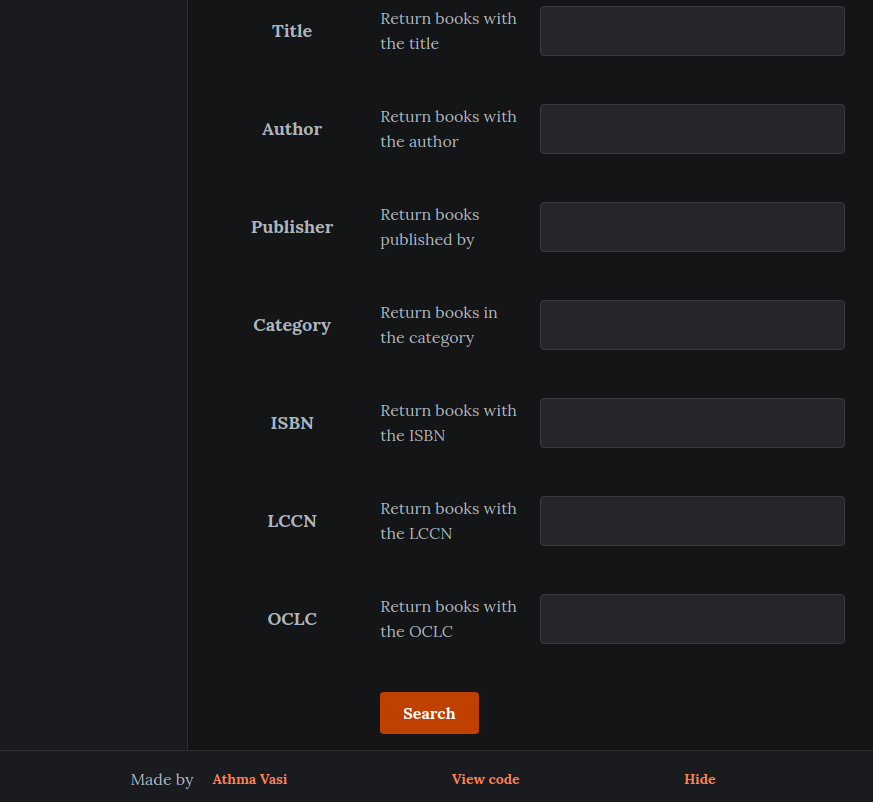 Title
Return books with
the title
Author
Return books with
the author
Publisher
Return books
published by
Category
Return books in
the category
ISBN
Return books with
the ISBN
LCCN
Return books with
the LCCN
OCLC
Return books with
the OCLC
Search
Made by Athma Vasi View code Hide